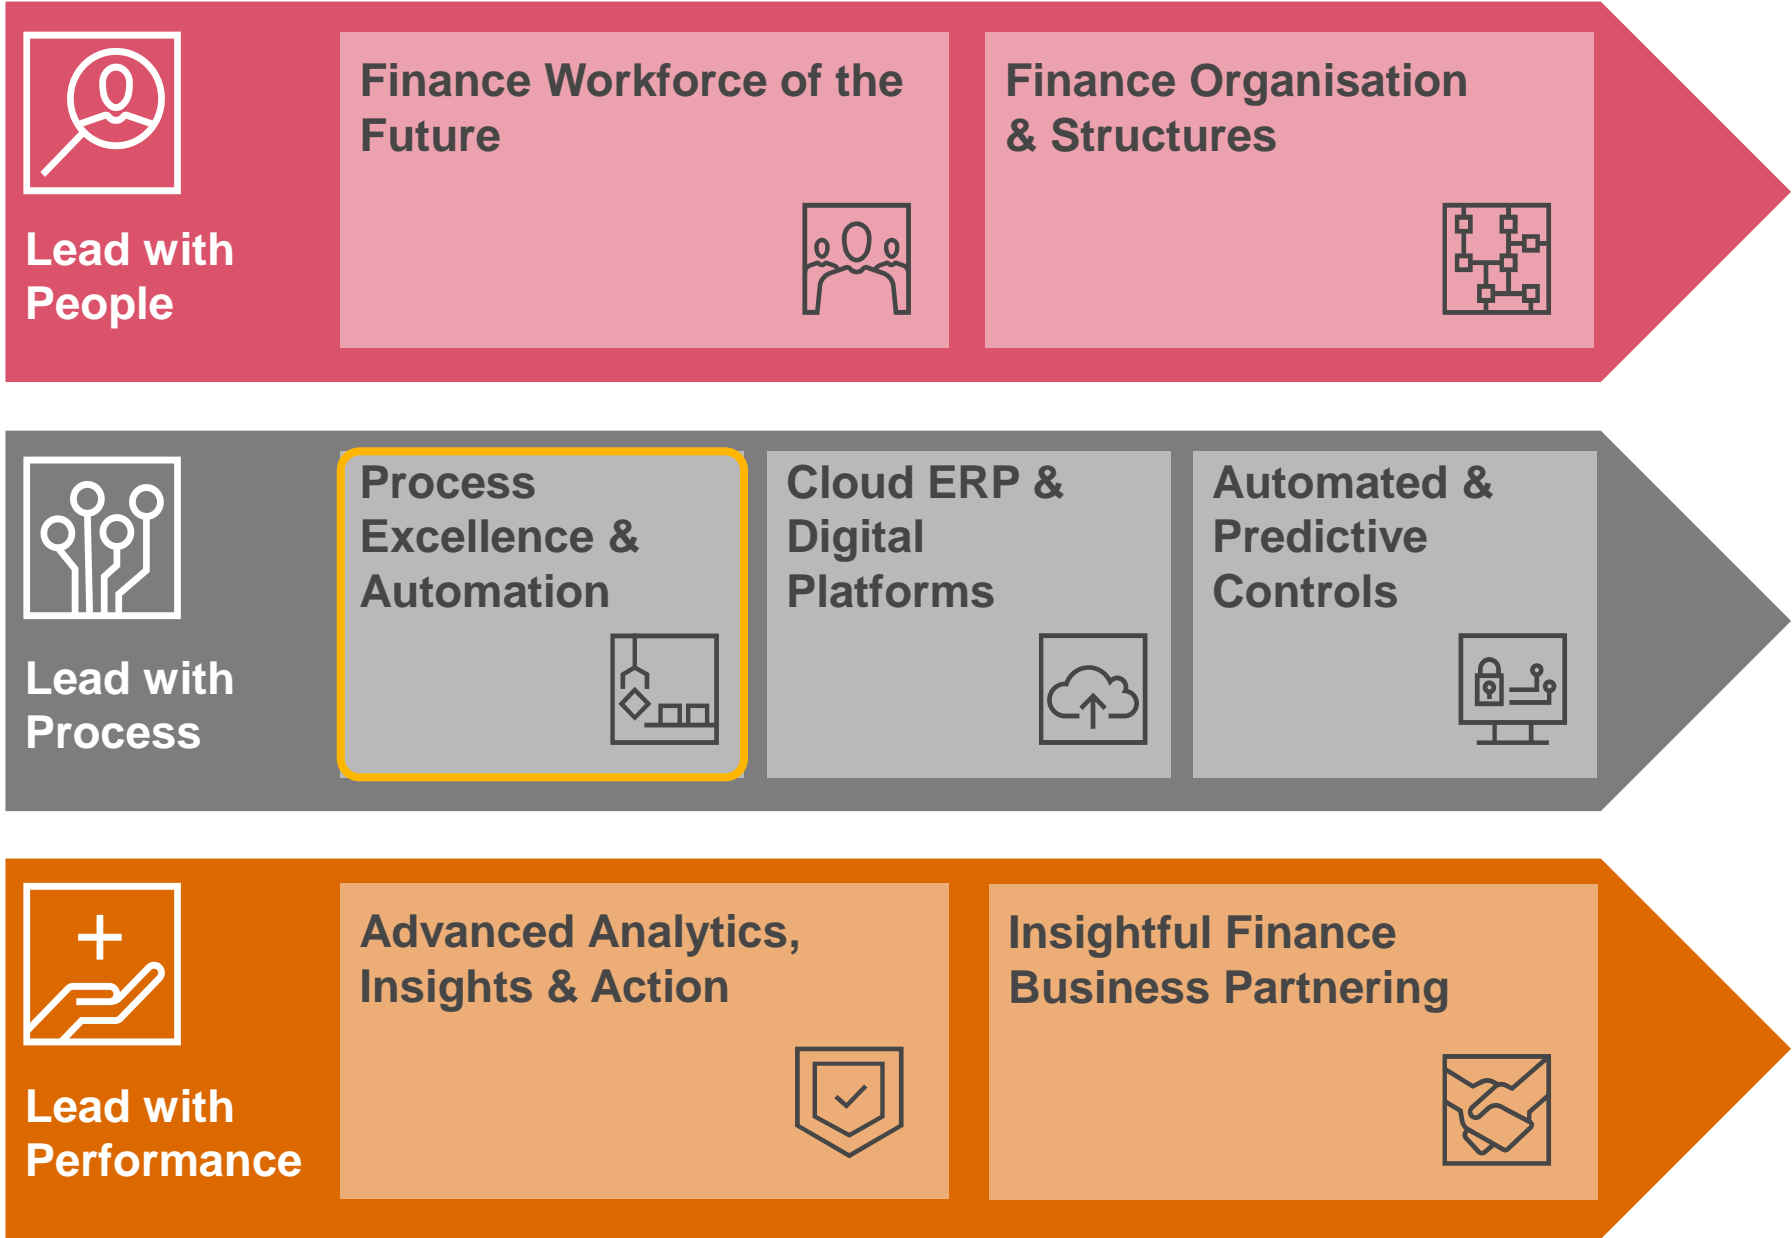 Lead with
People
Finance Workforce of the
Future
Finance Organisation
& Structures
Lead with
Process
Process
Excellence &
Automation
Cloud ERP &
Digital
Platforms
Automated &
Predictive
Controls
Lead with
Performance
Advanced Analytics,
Insights & Action
Insightful Finance
Business Partnering